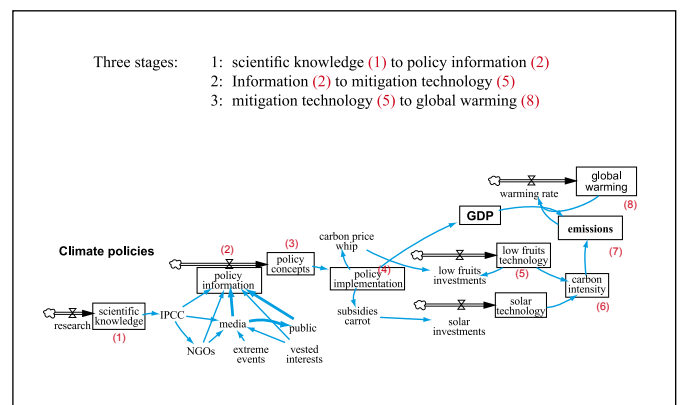 Three stages: 1: scientific knowledge (1) to policy information (2)
2: Information (2) to mitigation technology (5)
3: mitigation technology (5) to global warming (8)
global
warming
warming rate
(8)
GDP
emissions
(7)
carbon price
whip
Climate policies
(2)
(3)
policy
concepts
policy
information
(4)
policy
implementation
low fruits
technology
(5)
low fruits
investments
carbon
intensity
(6)
solar
technology
solar
investments
subsidies
carrot
research
scientific
knowledge
(1)
IPCC
media
public
NGOs
extreme
events
vested
interests